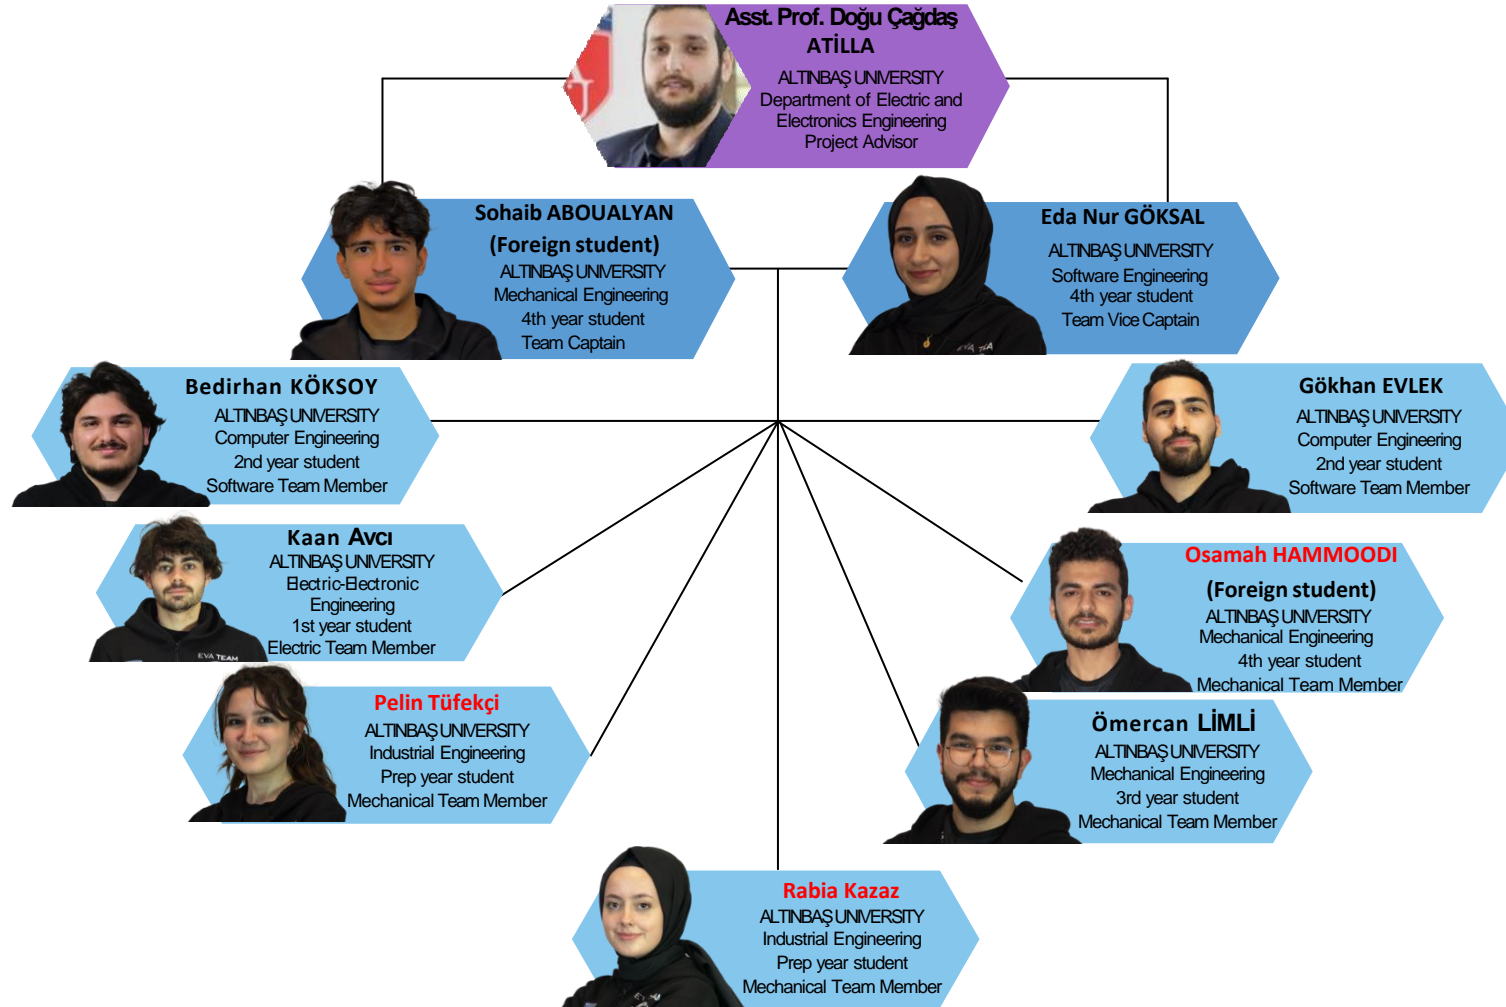 Asst. Prof. Doğu Çağdaş
ATİLLA
ALTINBAŞ UNIVERSITY
Department of Electric and
Electronics Engineering
Project Advisor
Sohaib ABOUALYAN
(Foreign student)
ALTINBAŞ UNIVERSITY
Mechanical Engineering
4th year student
Team Captain
Eda Nur GÖKSAL
ALTINBAŞ UNIVERSITY
Software Engineering
4th year student
Team Vice Captain
Bedirhan KÖKSOY
ALTINBAŞ UNIVERSITY
Computer Engineering
2nd year student
Software Team Member
Gökhan EVLEK
ALTINBAŞ UNIVERSITY
Computer Engineering
2nd year student
Software Team Member
Kaan Avcı
ALTINBAŞ UNIVERSITY
Electric-Electronic
Engineering
1st year student
Electric Team Member
EVA TEAM
Osamah HAMMOODI
(Foreign student)
ALTINBAŞ UNIVERSITY
Mechanical Engineering
4th year student
Mechanical Team Member
Pelin Tüfekçi
ALTINBAŞ UNIVERSITY
Industrial Engineering
Prep year student
Mechanical Team Member
Ömercan LİMLİ
ALTINBAŞ UNIVERSITY
Mechanical Engineering
3rd year student
Mechanical Team Member
Rabia Kazaz
ALTINBAŞ UNIVERSITY
Industrial Engineering
Prep year student
Mechanical Team Member